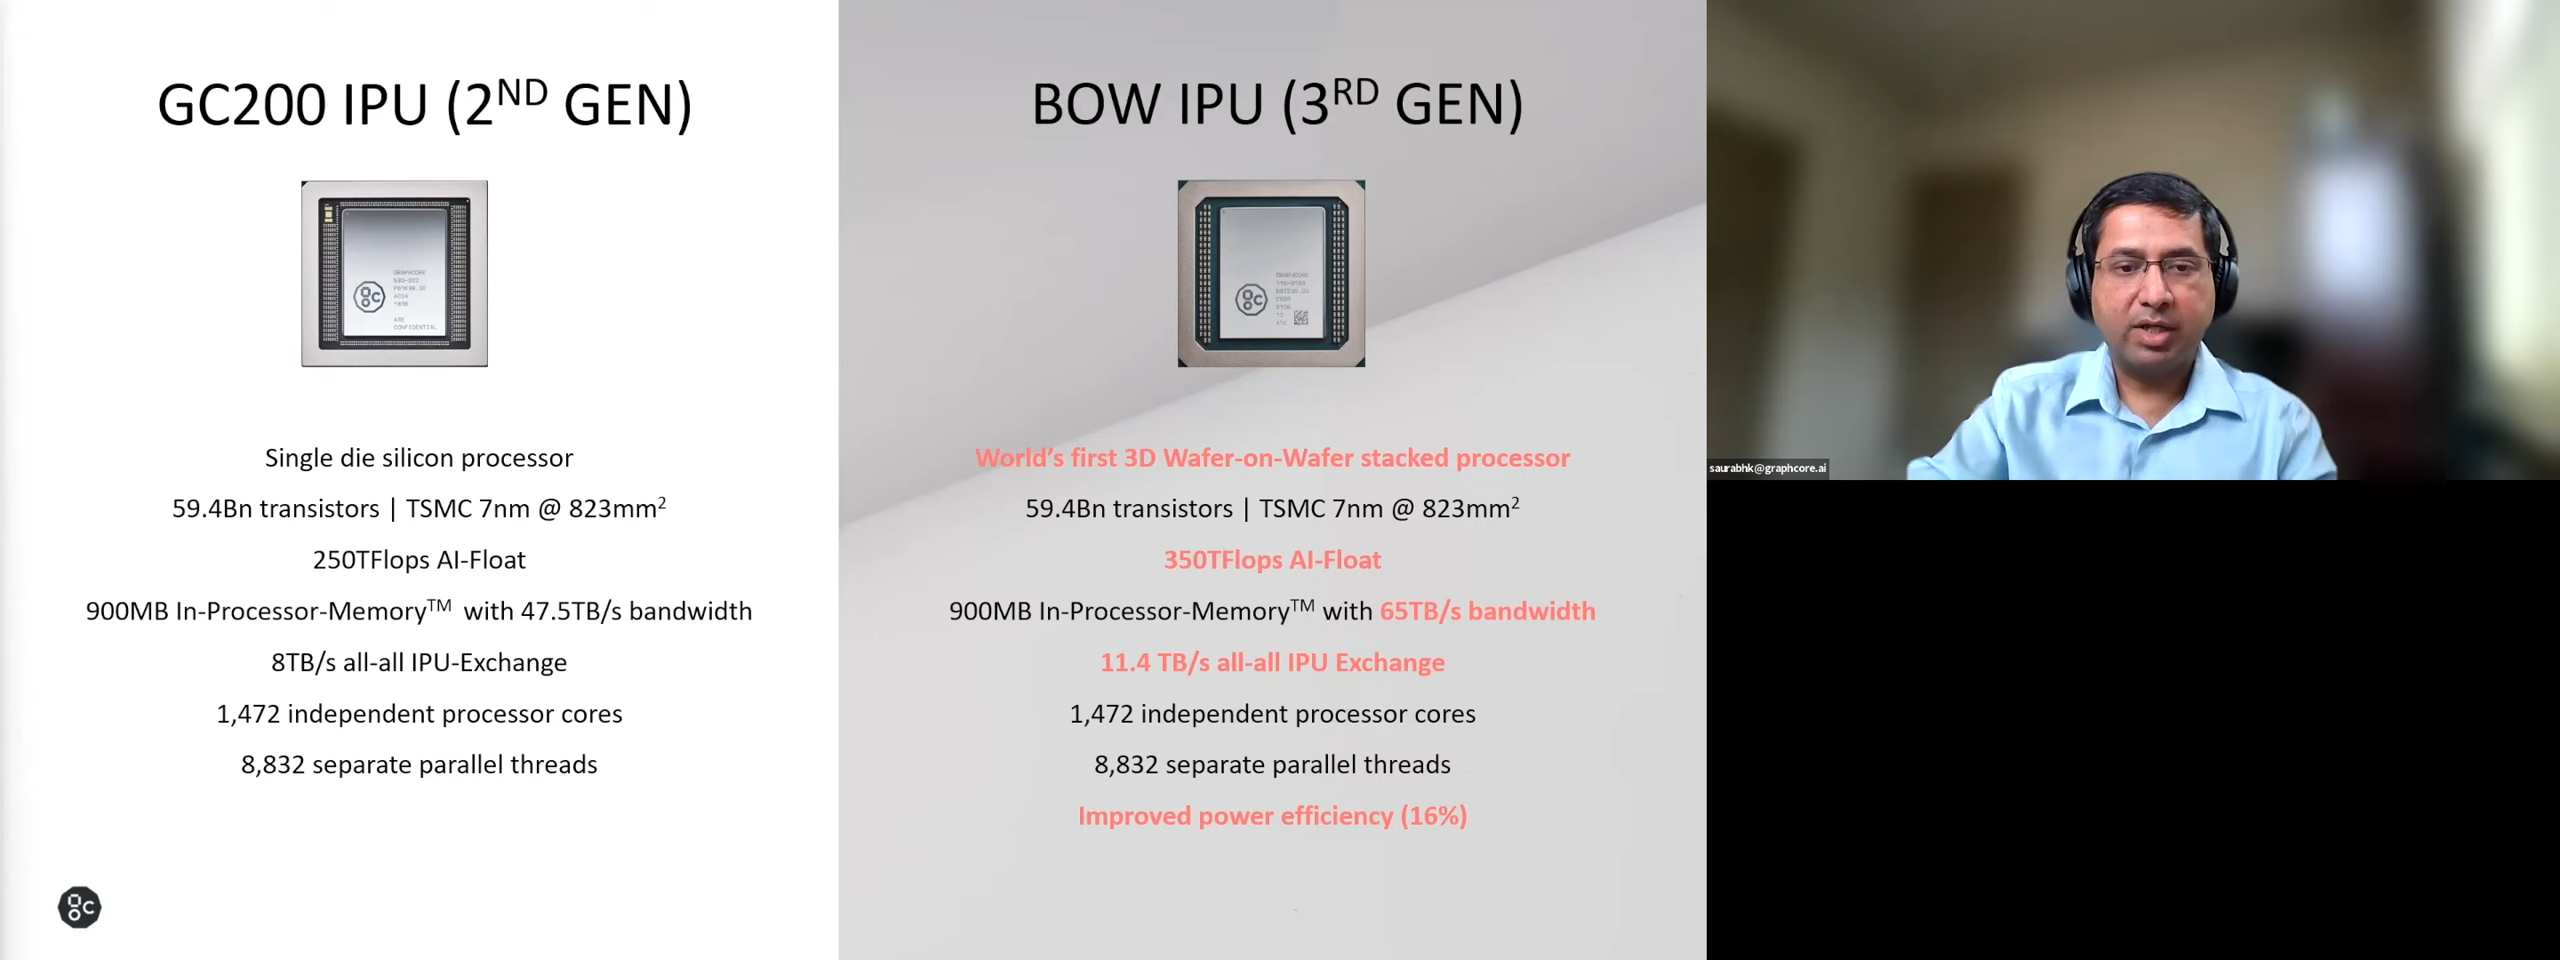 GC200 IPU (2ND GEN)
GRAPHCORE
ASE
CONFIDENTIAL
Single die silicon processor
59.4Bn transistors | TSMC 7nm @ 823mm2
250TFlops AI-Float
900MB In-Processor-MemoryTM with 47.5TB/s bandwidth
8TB/s all-all IPU-Exchange
1,472 independent processor cores
8,832 separate parallel threads
BOW IPU (3RD GEN)
GRAPHCORE
World's first 3D Wafer-on-Wafer stacked processor
59.4Bn transistors | TSMC 7nm @ 823mm2
350TFlops AI-Float
900MB In-Processor-MemoryTM with 65TB/s bandwidth
11.4 TB/s all-all IPU Exchange
1,472 independent processor cores
8,832 separate parallel threads
Improved power efficiency (16%)
saurabhk@graphcore.ai